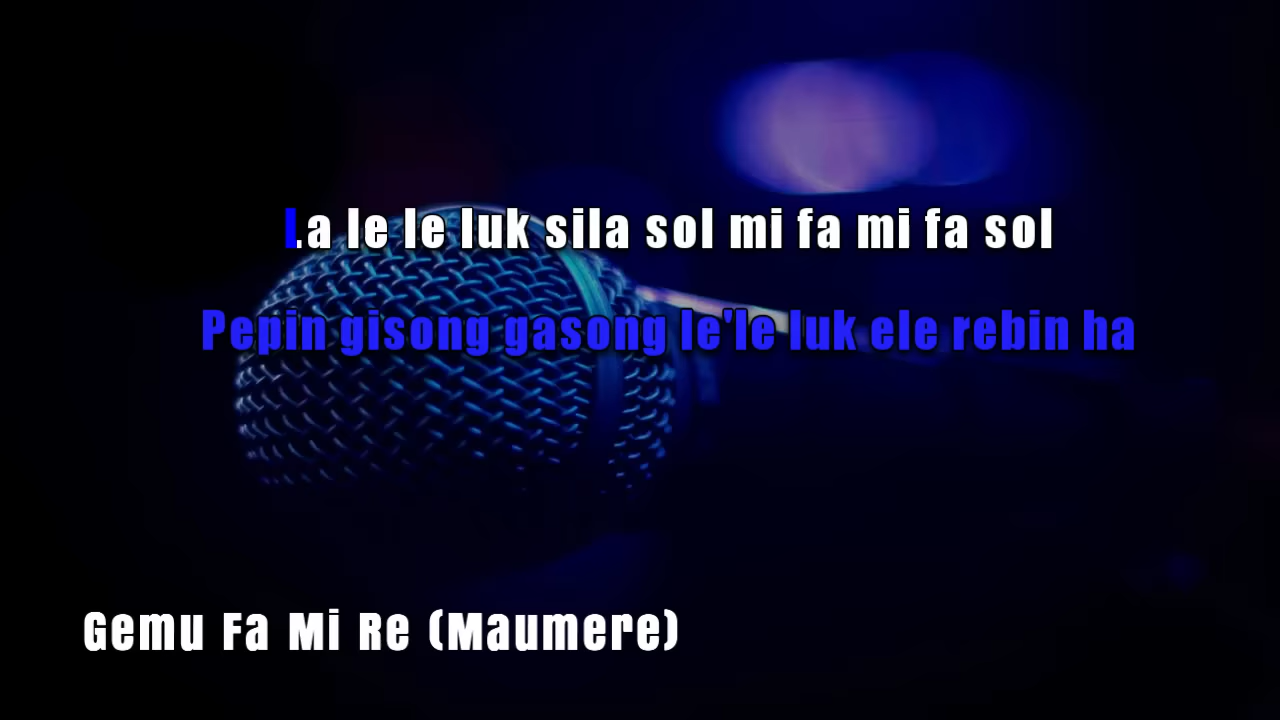 La le le luk sila sol mi fa mi fa sol
Pepin gisong gasong le'le luk ele rebin ha
Gemu Fa Mi Re (Maumere)